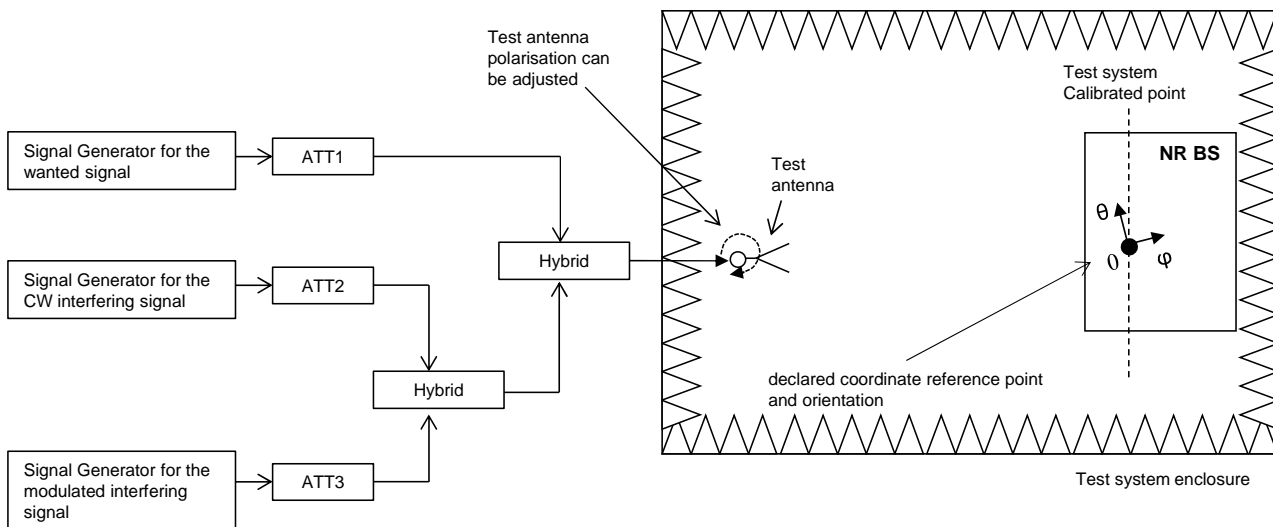 Signal Generator for the
wanted signal
ATT1
Signal Generator for the
CW interfering signal
ATT2
Signal Generator for the
modulated interfering
signal
ATT3
Hybrid
Hybrid
Test antenna
polarisation can
be adjusted
Test
antenna
Test system
Calibrated point
NR BS
θ
0
φ
declared coordinate reference point
and orientation
Test system enclosure